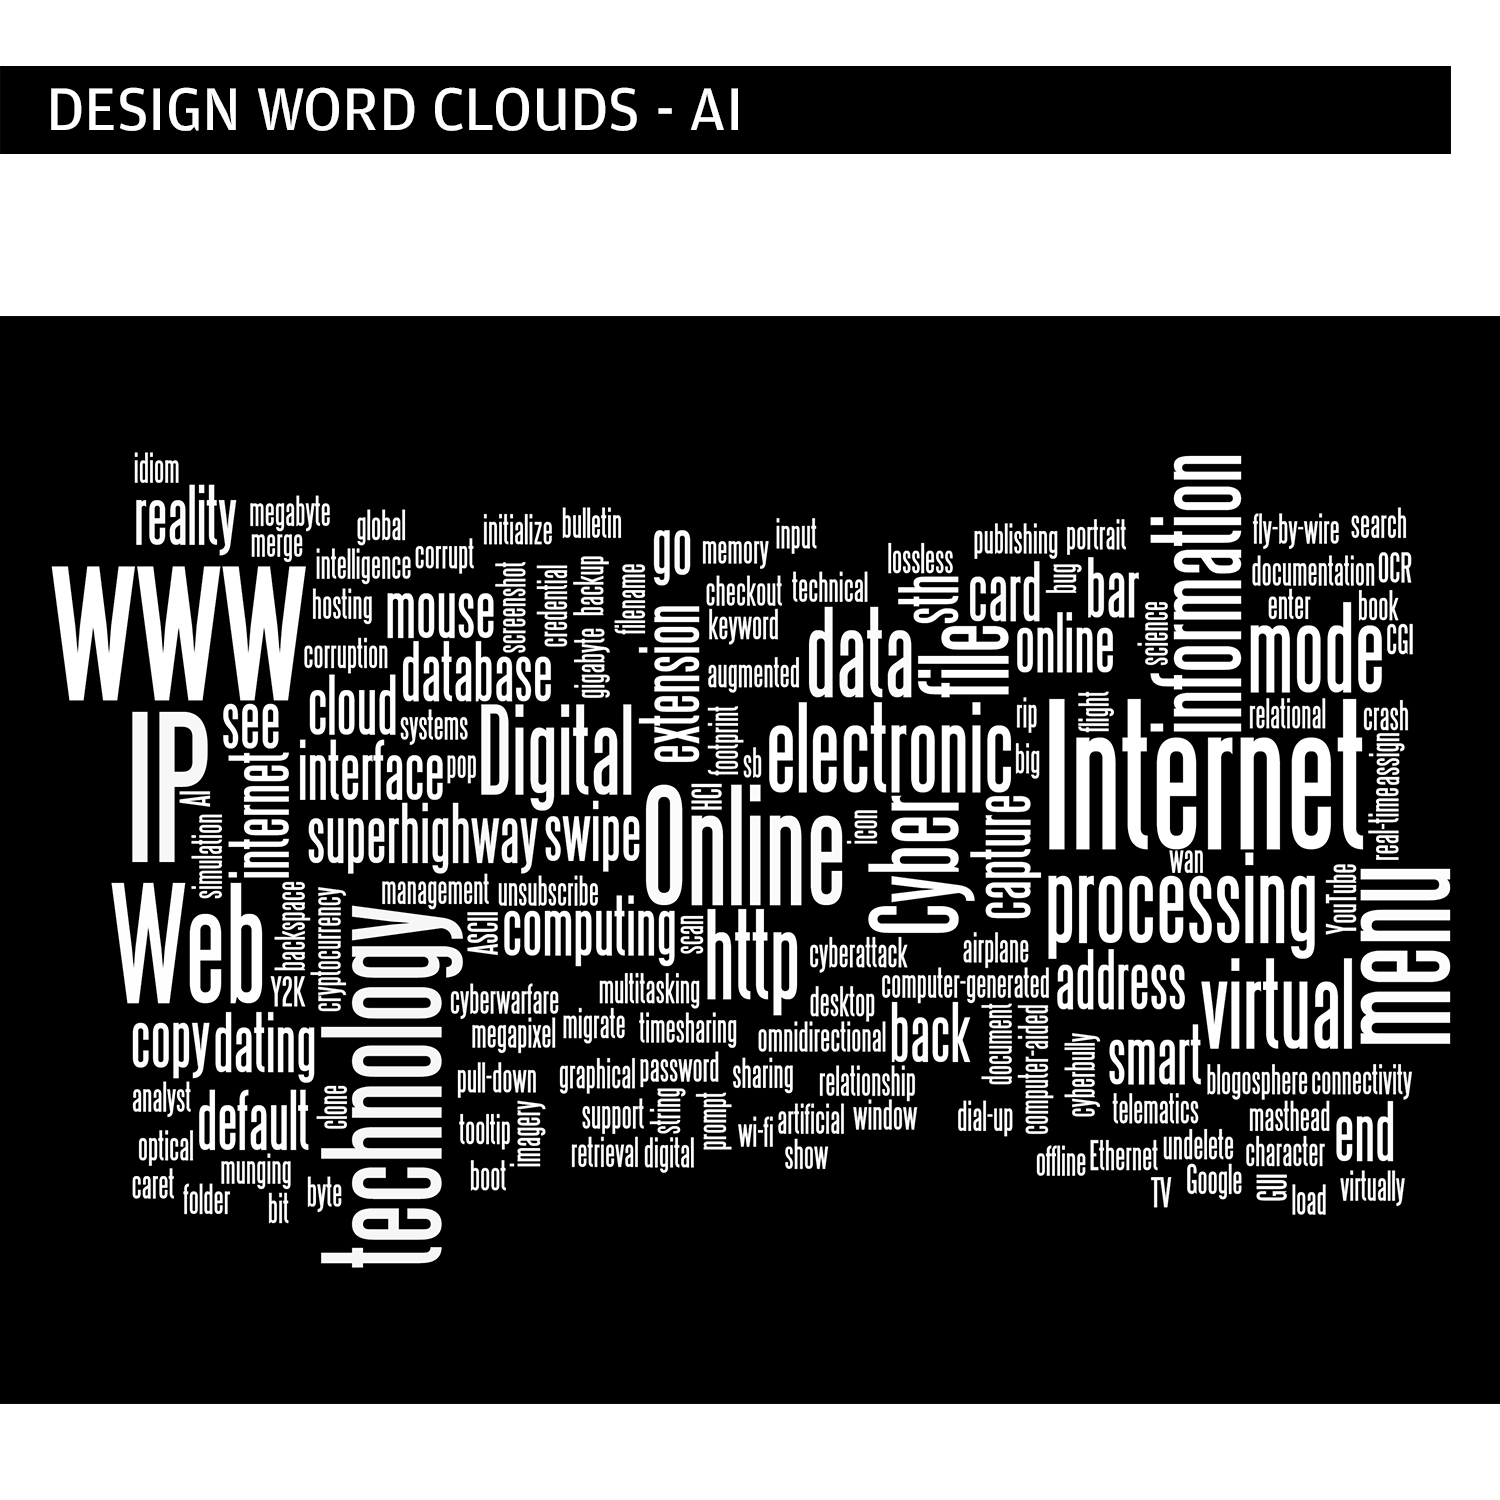 DESIGN WORD CLOUDS - AI
idiom
reality
megabyte
merge
global
intelligence
corrupt
initialize
bulletin
go
memory
input
lossless
publishing
portrait
information
fly-by-wire
search
WWW
hosting
mouse
screenshot
credential
backup
filename
checkout
technical
keyword
sth
card
bug
bar
documentation
OCR
enter
book
corruption
database
gigabyte
extension
augmented
data
file
online
science
mode
CGI
IP
see
cloud
systems
Digital
footprint
sb
electronic
rip
big
flight
Internet
relational
crash
real-time
assign
AI
internet
interface
pop
HCI
simulation
superhighway
swipe
Online
icon
Cyber
capture
wan
processing
YouTube
menu
Web
backspace
cryptocurrency
management
unsubscribe
technology
ASCII
computing
scan
http
cyberattack
airplane
Y2K
cyberwarfare
multitasking
desktop
computer-generated
address
virtual
copy
dating
megapixel
migrate
timesharing
omnidirectional
back
document
computer-aided
cyberbully
smart
analyst
default
clone
pull-down
graphical
password
sharing
relationship
blogosphere
connectivity
optical
tooltip
imagery
support
string
prompt
wi-fi
artificial
window
dial-up
telematics
masthead
end
munging
retrieval
digital
show
offline
Ethernet
undelete
character
caret
folder
bit
byte
boot
TV
Google
GUI
load
virtually